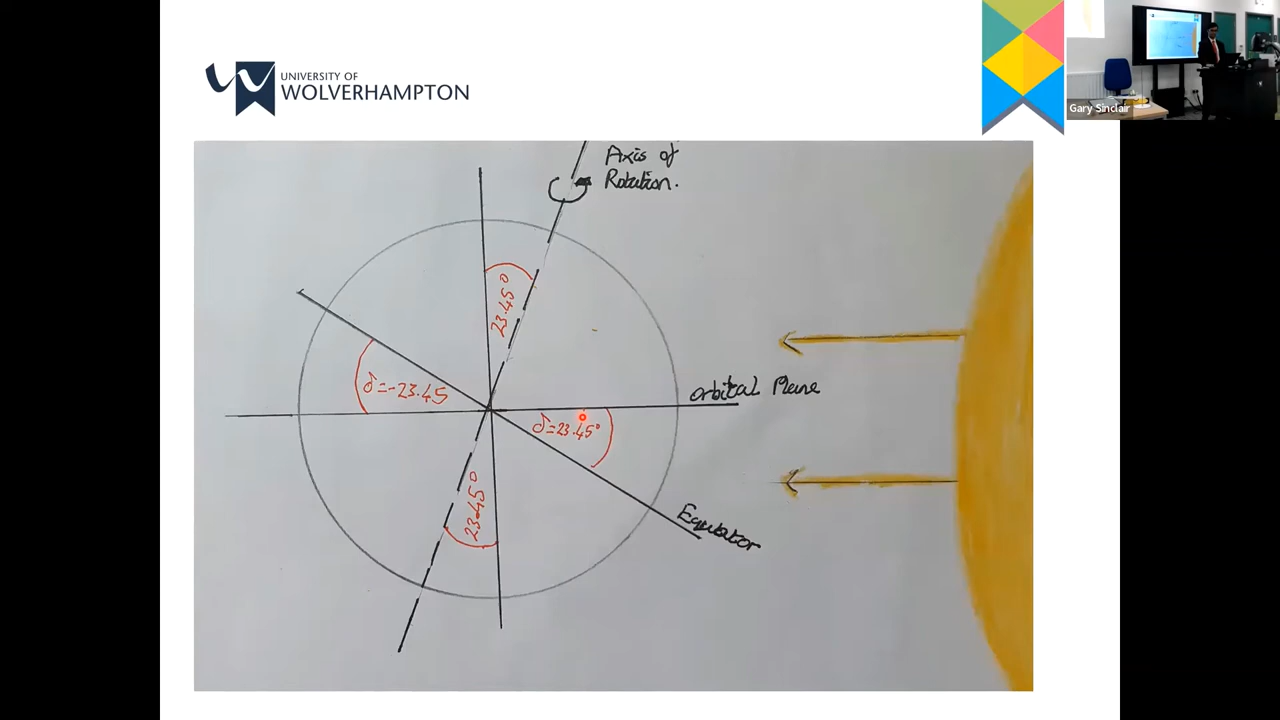 UNIVERSITY OF
WOLVERHAMPTON
Gary Sinclair
Axis of
Rotation.
23.45°
δ=-23.45
Orbital Plane
δ=23.45°
23.45°
Equator